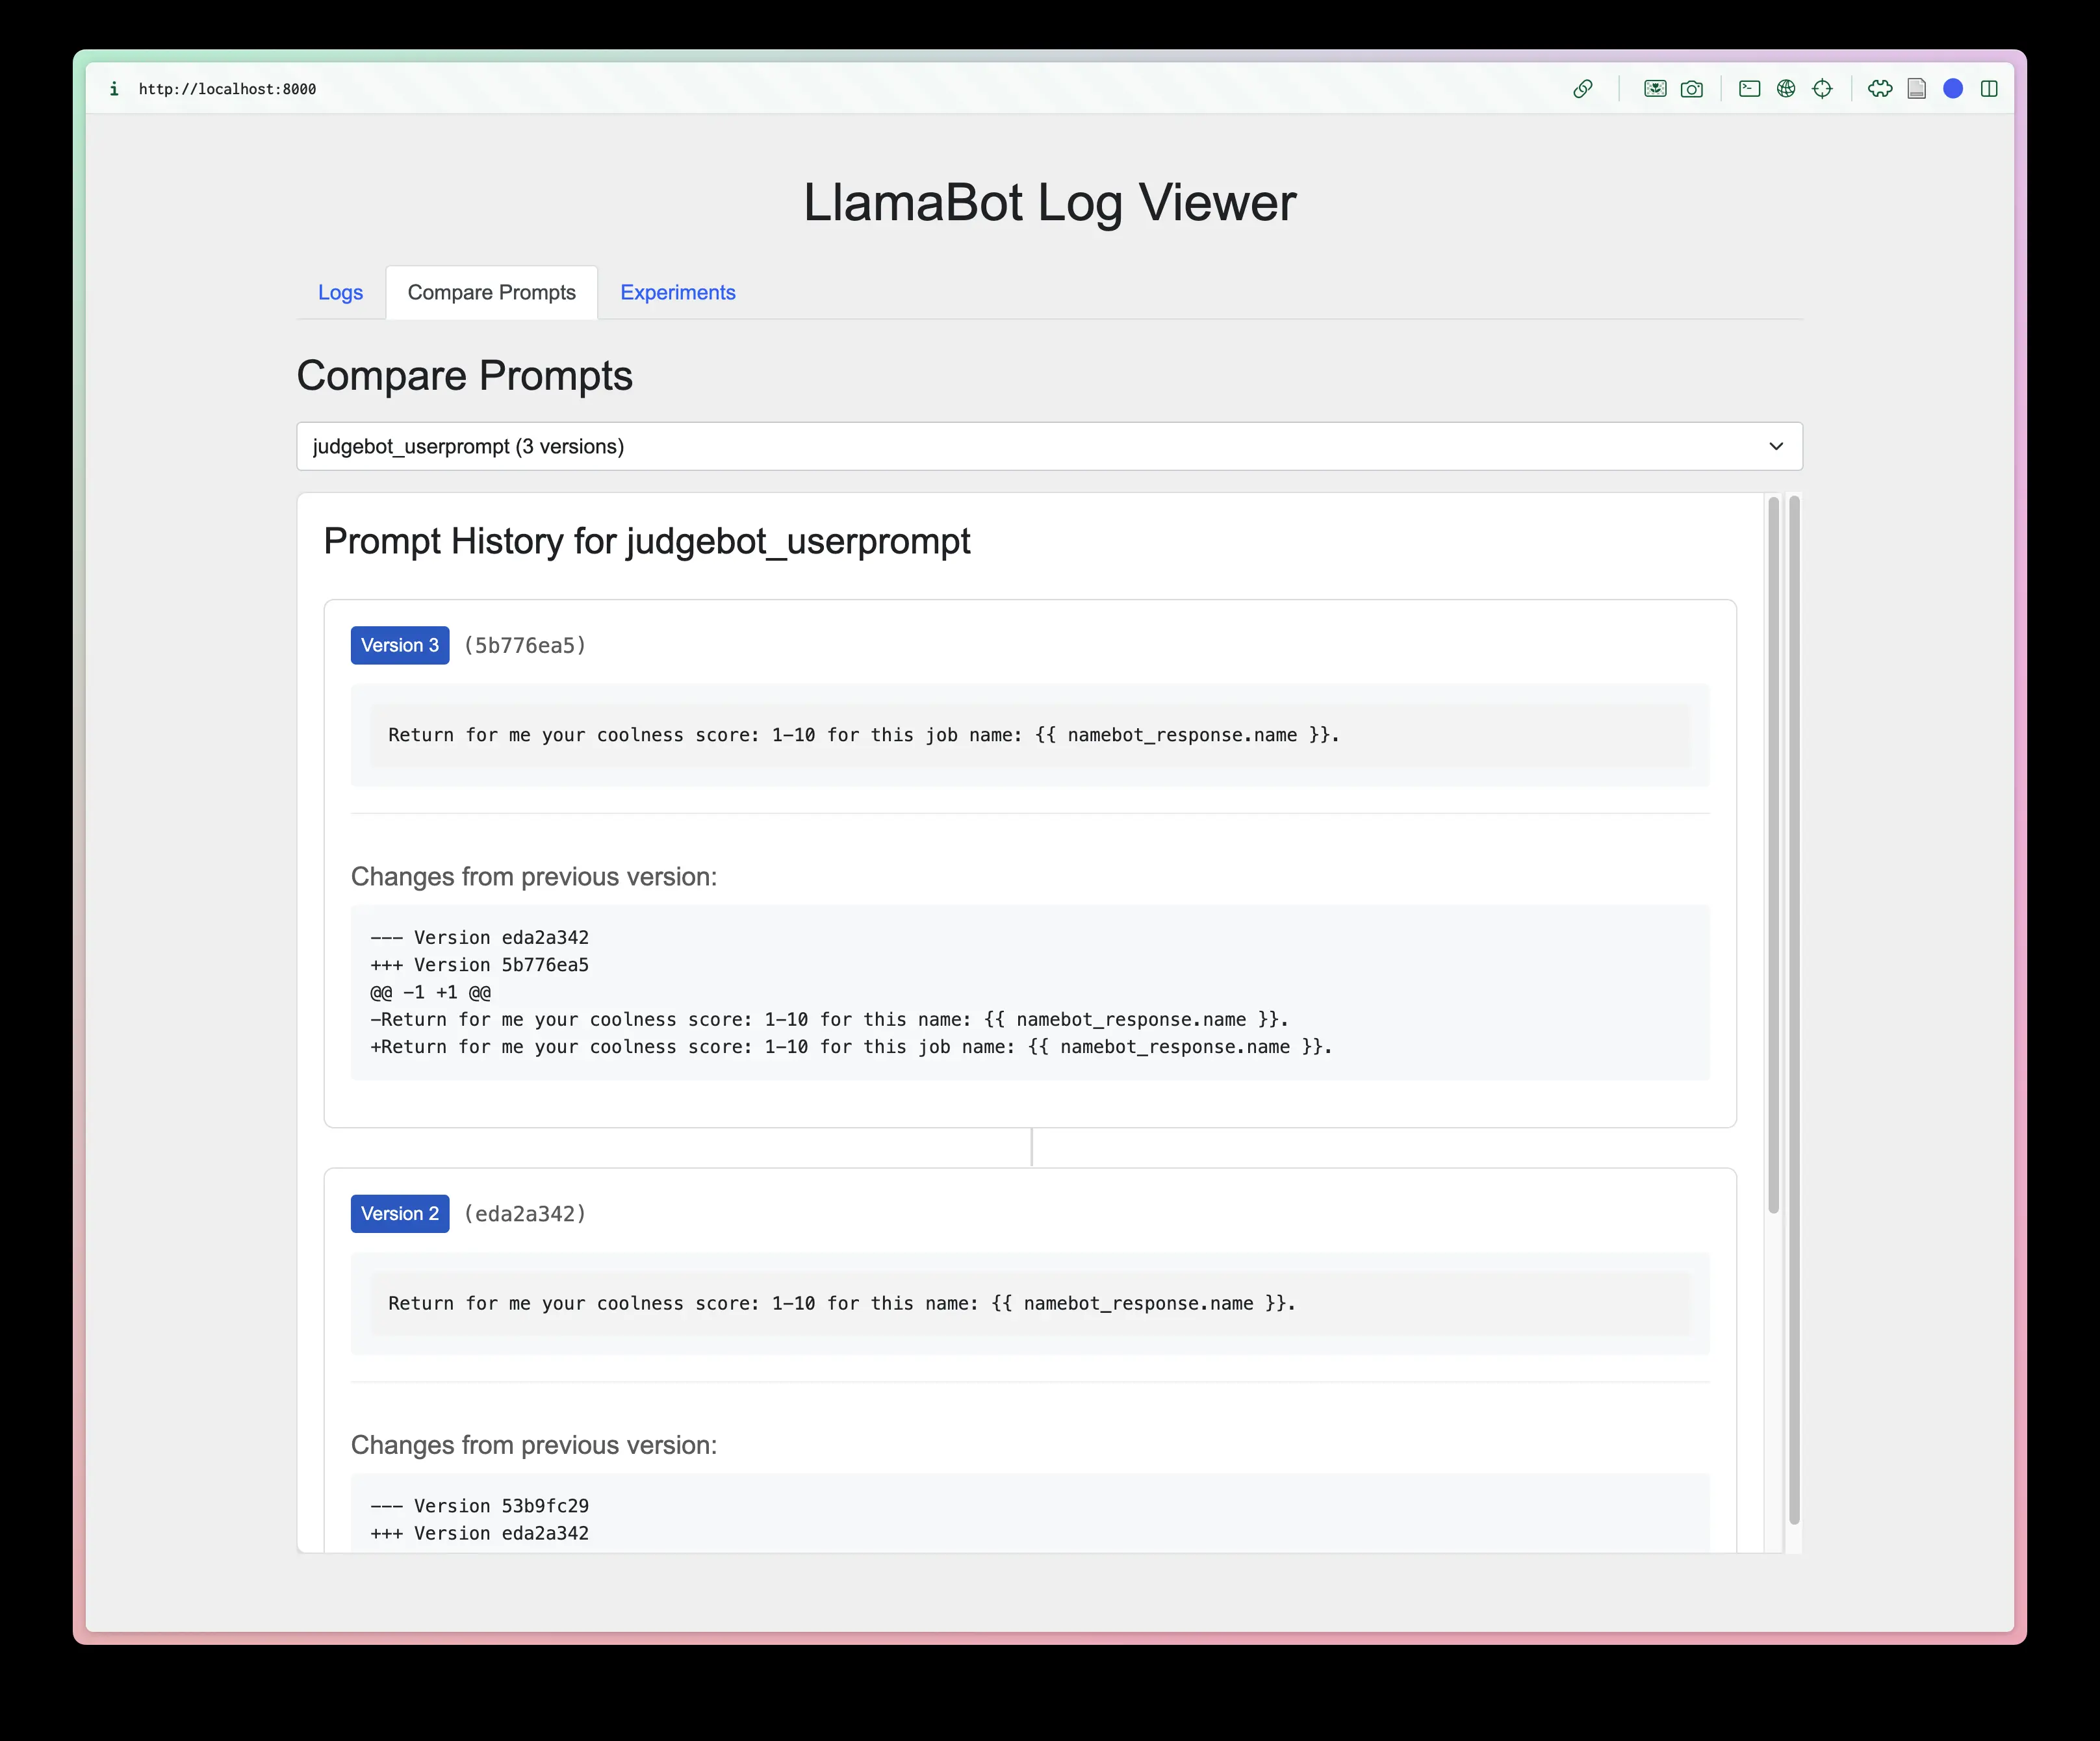 i http://localhost:8000
LlamaBot Log Viewer
Logs Compare Prompts Experiments
Compare Prompts
judgebot_userprompt (3 versions)
Prompt History for judgebot_userprompt
Version 3 (5b776ea5)
Return for me your coolness score: 1-10 for this job name: {{ namebot_response.name }}.
Changes from previous version:
--- Version eda2a342
+++ Version 5b776ea5
@@ -1 +1 @@
-Return for me your coolness score: 1-10 for this name: {{ namebot_response.name }}.
+Return for me your coolness score: 1-10 for this job name: {{ namebot_response.name }}.
Version 2 (eda2a342)
Return for me your coolness score: 1-10 for this name: {{ namebot_response.name }}.
Changes from previous version:
--- Version 53b9fc29
+++ Version eda2a342